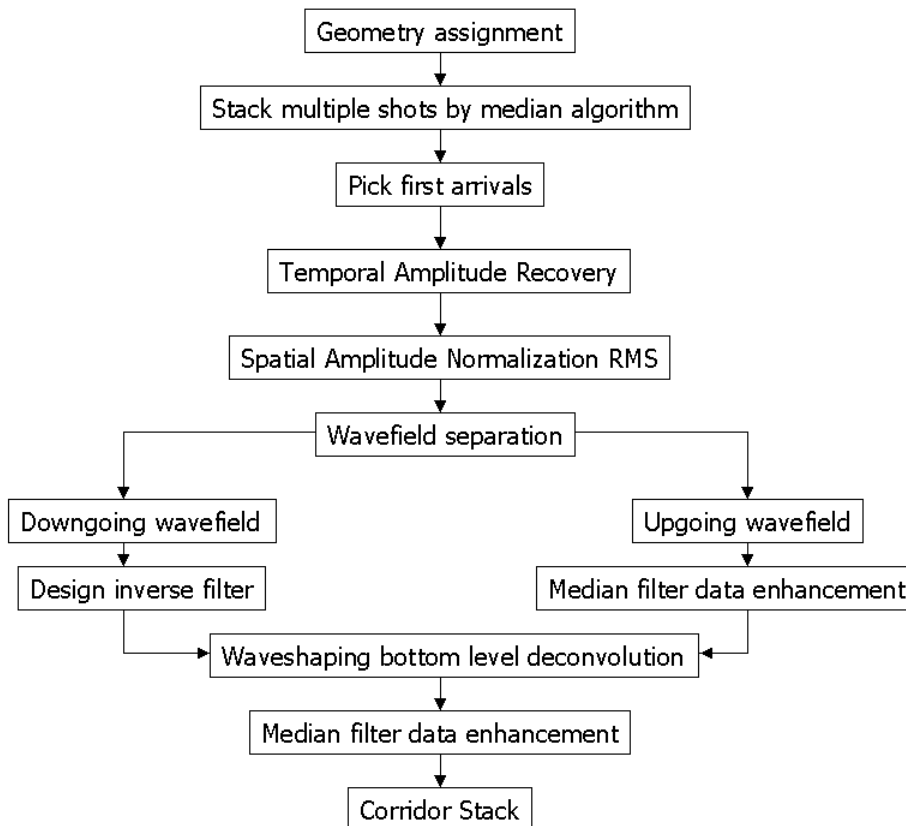 Geometry assignment
Stack multiple shots by median algorithm
Pick first arrivals
Temporal Amplitude Recovery
Spatial Amplitude Normalization RMS
Wavefield separation
Downgoing wavefield
Upgoing wavefield
Design inverse filter
Median filter data enhancement
Waveshaping bottom level deconvolution
Median filter data enhancement
Corridor Stack